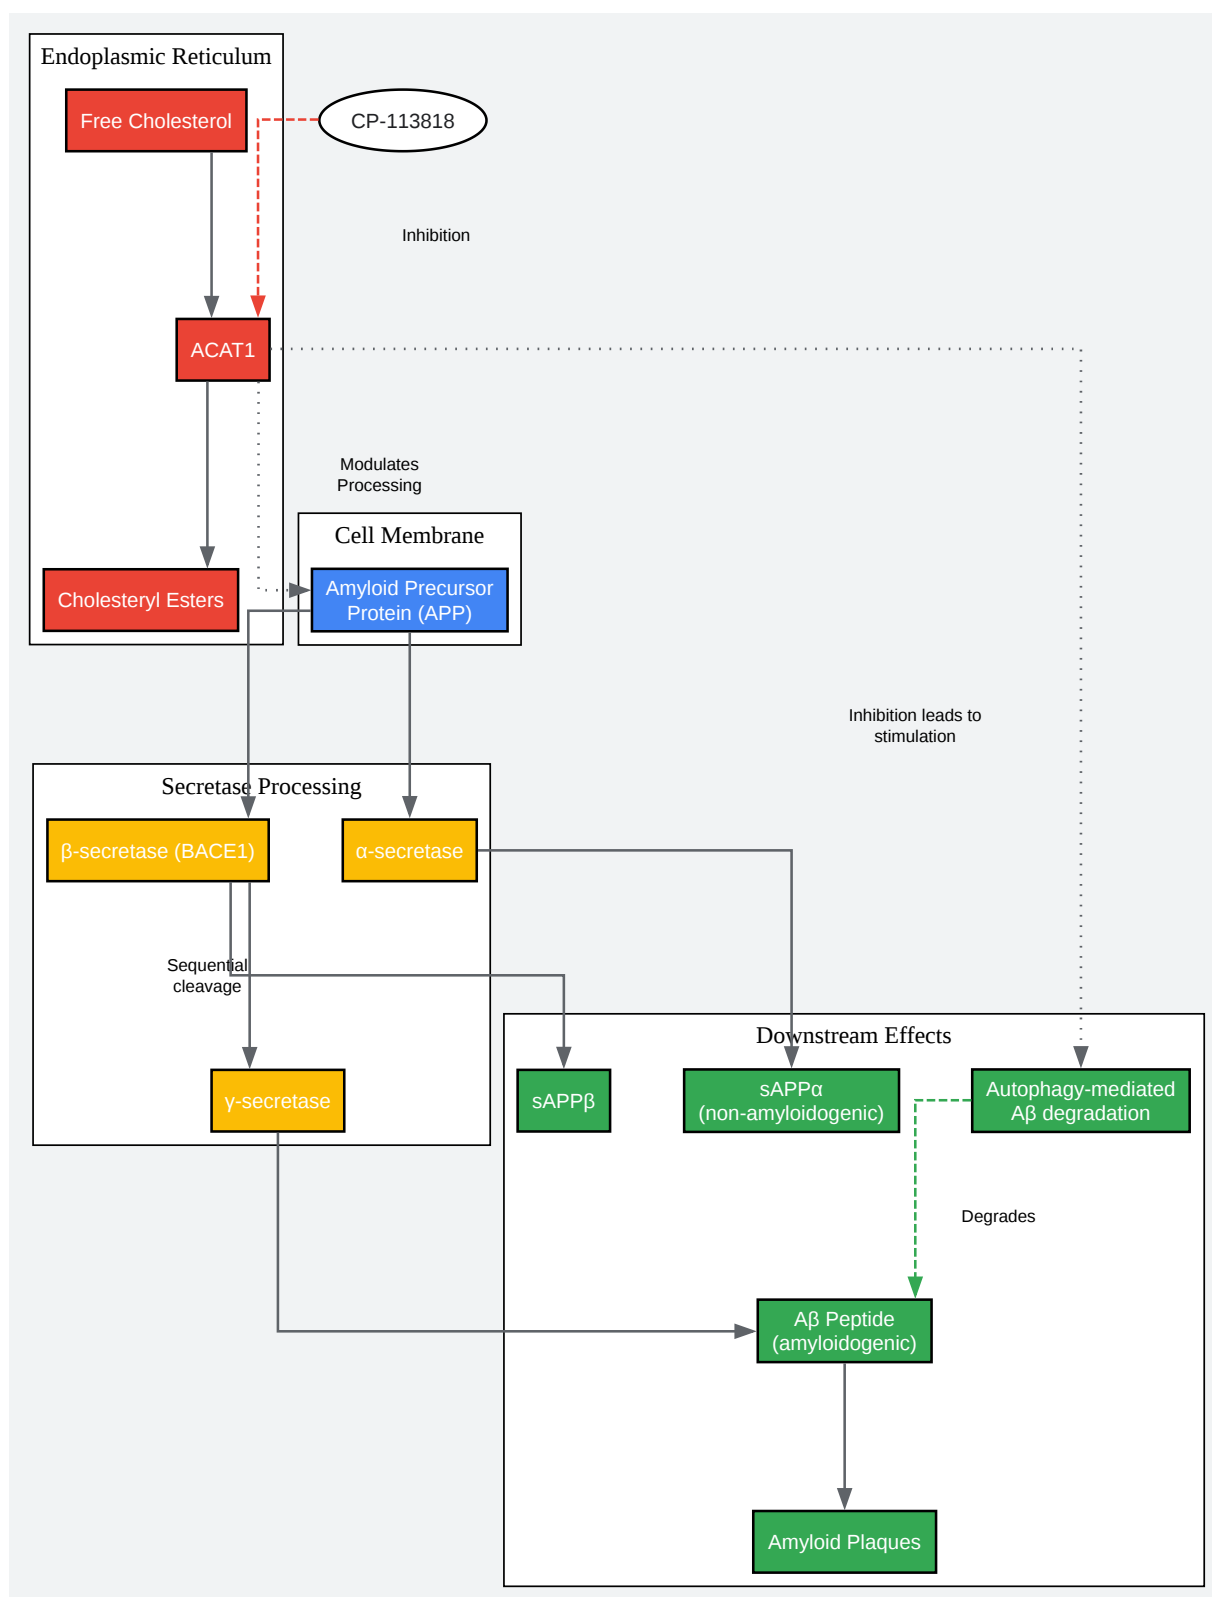 Endoplasmic Reticulum
Free Cholesterol
CP-113818
Inhibition
ACAT1
Modulates
Processing
Cell Membrane
Amyloid Precursor
Protein (APP)
Cholesteryl Esters
Inhibition leads to
stimulation
Secretase Processing
β-secretase (BACE1)
α-secretase
Sequential
cleavage
γ-secretase
Downstream Effects
sAPPβ
sAPPα
(non-amyloidogenic)
Autophagy-mediated
Aβ degradation
Degrades
Aβ Peptide
(amyloidogenic)
Amyloid Plaques